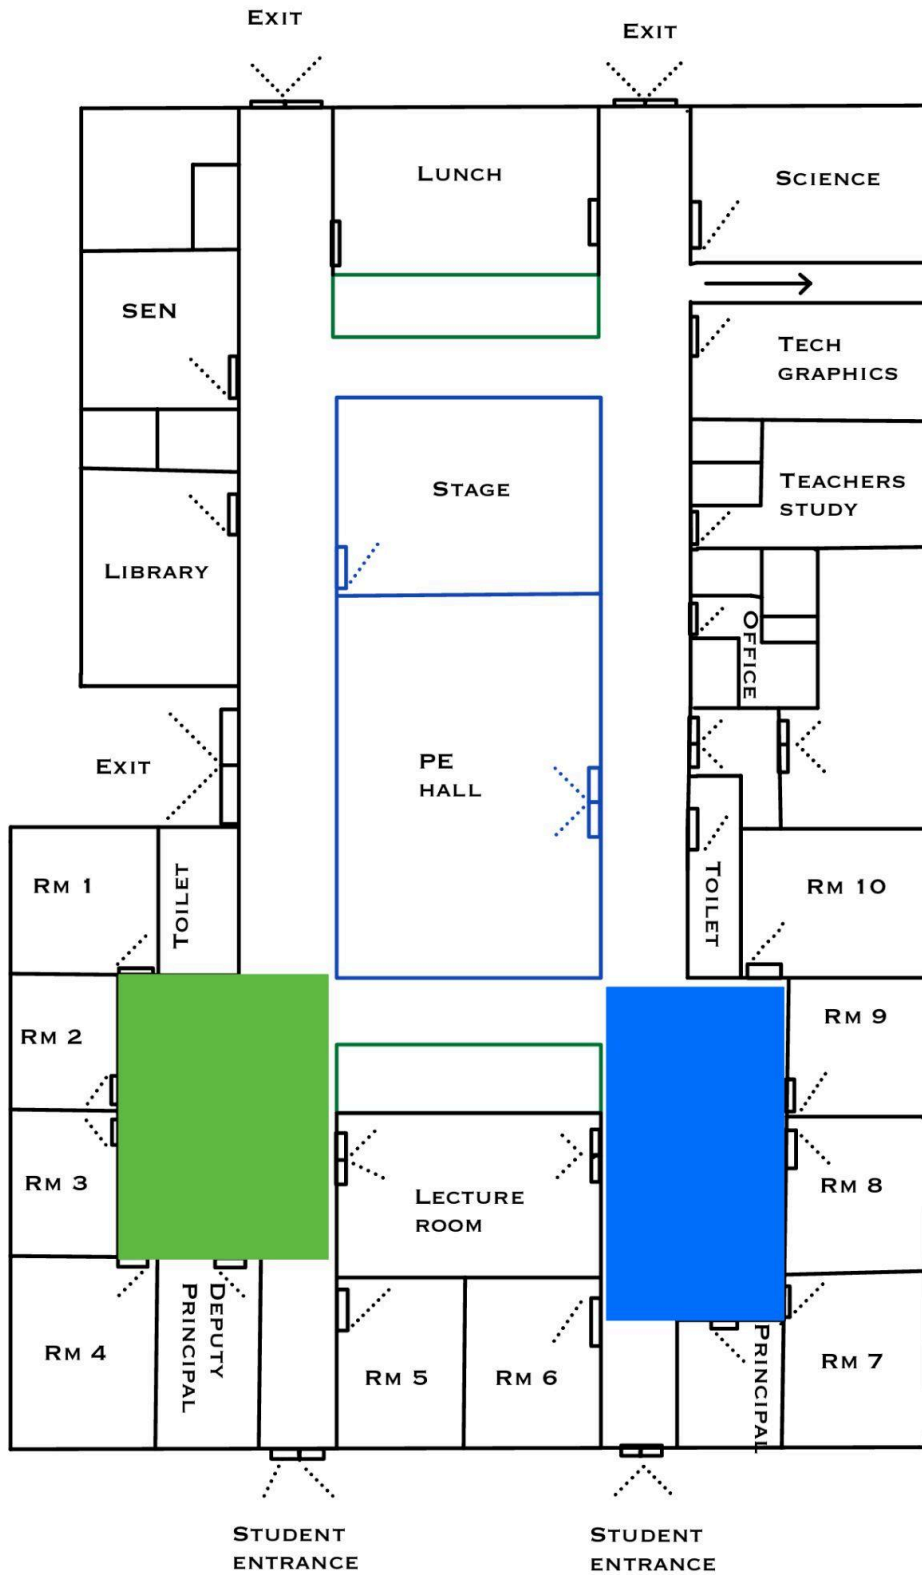 Exit
Exit
Lunch
Science
SEN
Tech
graphics
Stage
Teachers
study
Library
Office
Exit
PE
hall
Rm 1
Toilet
Toilet
Rm 10
Rm 2
Rm 9
Rm 3
Lecture
room
Rm 8
Rm 4
Deputy
Principal
Rm 5
Rm 6
Principal
Rm 7
Student
entrance
Student
entrance